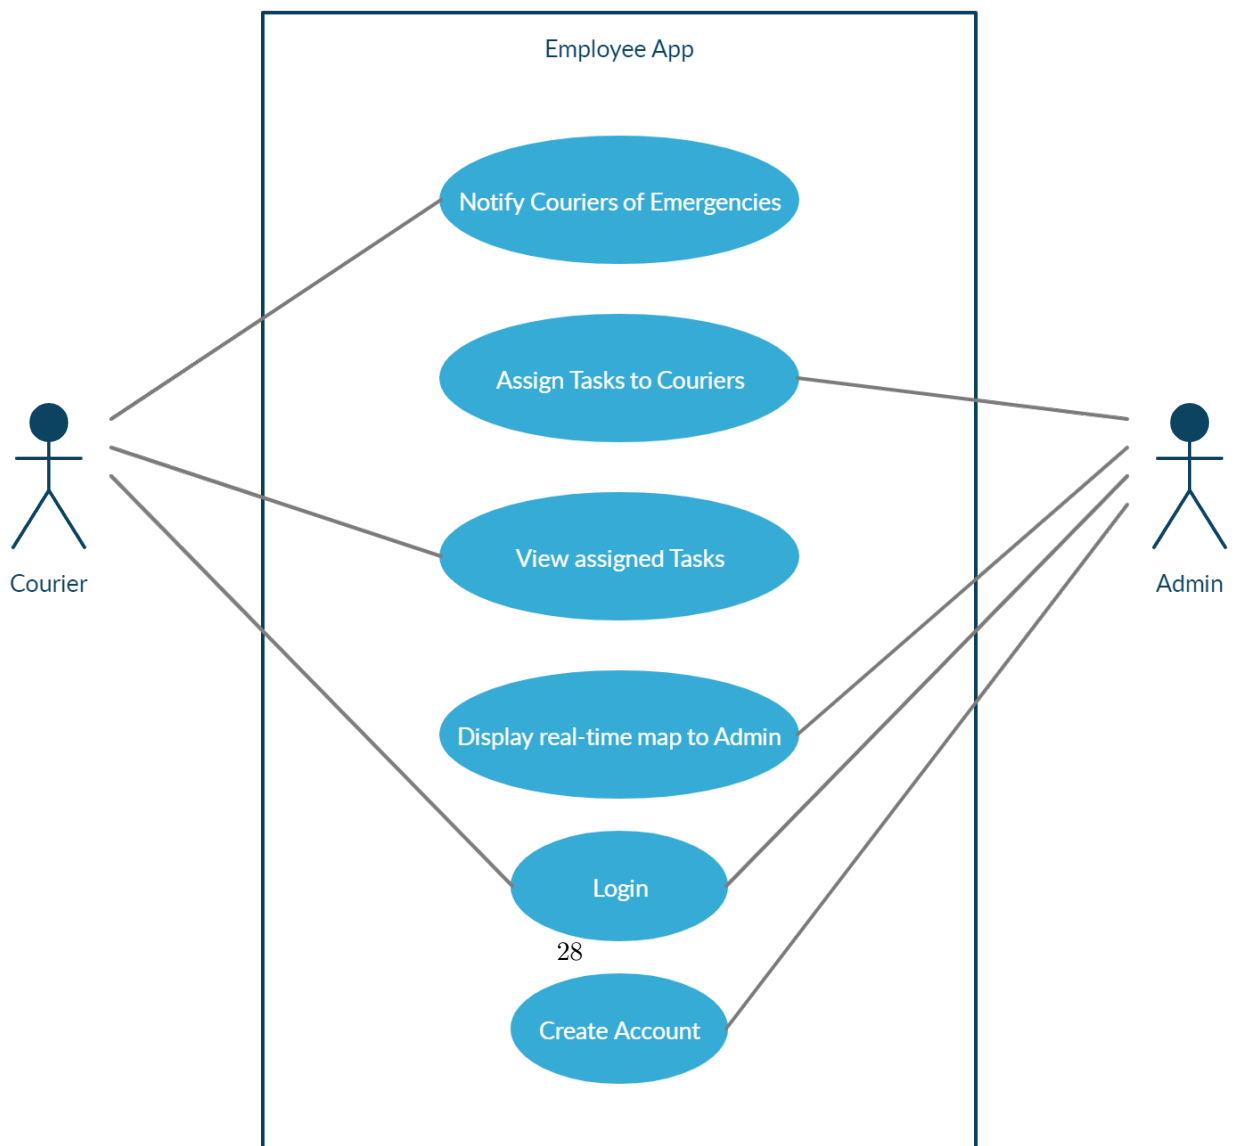 Employee App
Notify Couriers of Emergencies
Assign Tasks to Couriers
View assigned Tasks
Courier
Admin
Display real-time map to Admin
Login
28
Create Account